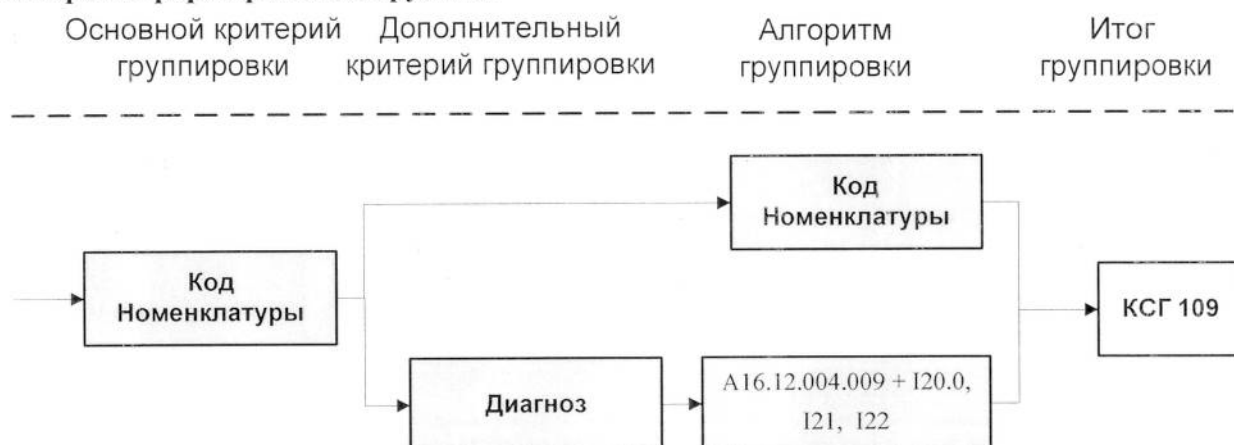 Основной критерий
группировки
Дополнительный
критерий группировки
Алгоритм
группировки
Итог
группировки
Код
Номенклатуры
Код
Номенклатуры
КСГ 109
Диагноз
A16.12.004.009 + I20.0,
I21, I22